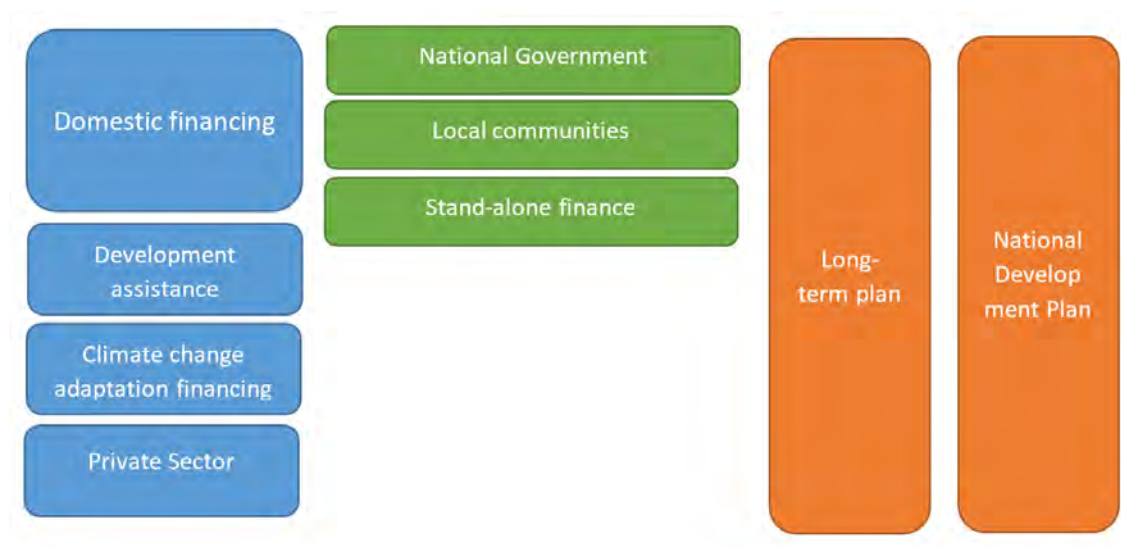 Domestic financing
National Government
Local communities
Stand-alone finance
Development
assistance
Climate change
adaptation financing
Private Sector
Long-
term plan
National
Develop
ment Plan